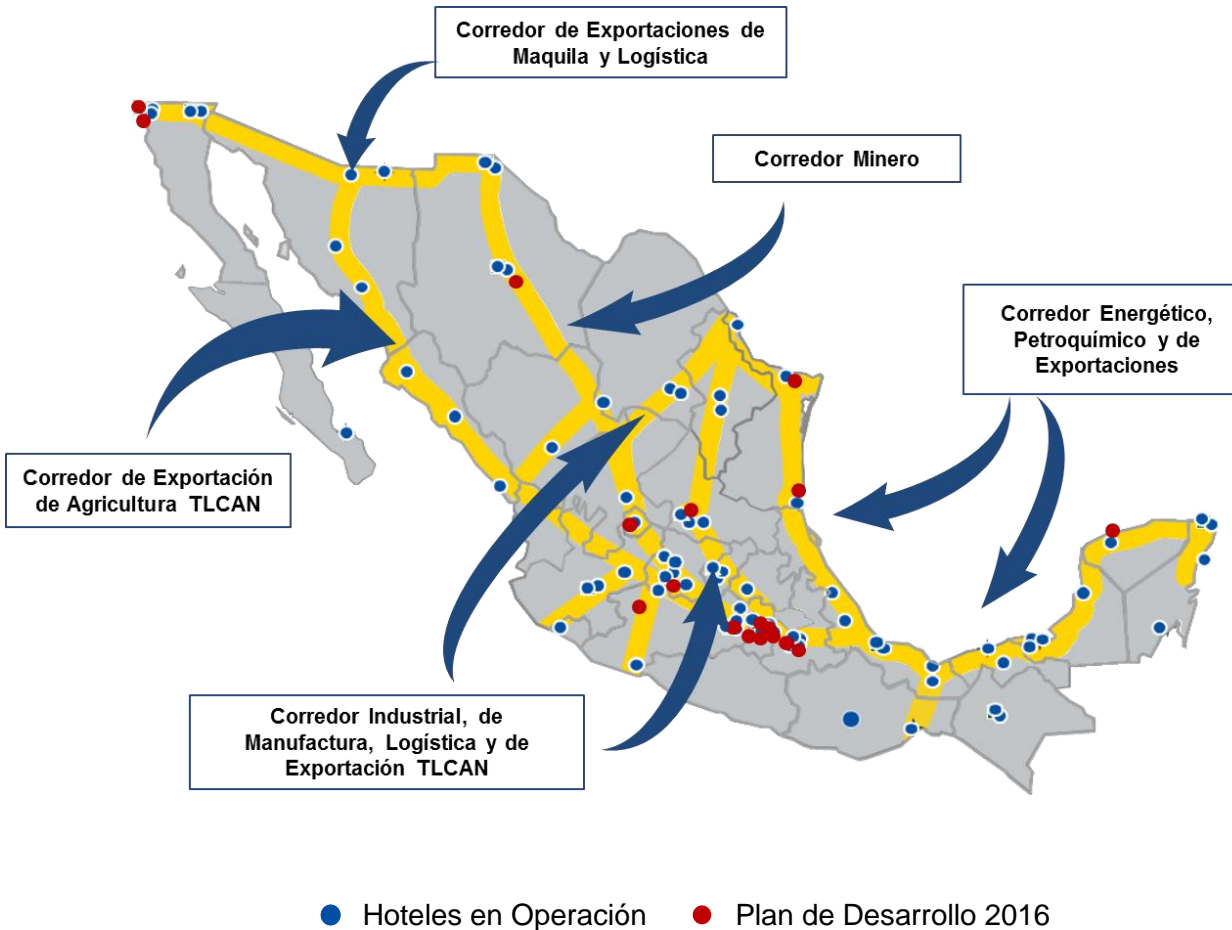 Corredor de Exportaciones de
Maquila y Logística
Corredor Minero
Corredor Energético,
Petroquímico y de
Exportaciones
Corredor de Exportación
de Agricultura TLCAN
Corredor Industrial, de
Manufactura, Logística y de
Exportación TLCAN
Hoteles en Operación
Plan de Desarrollo 2016